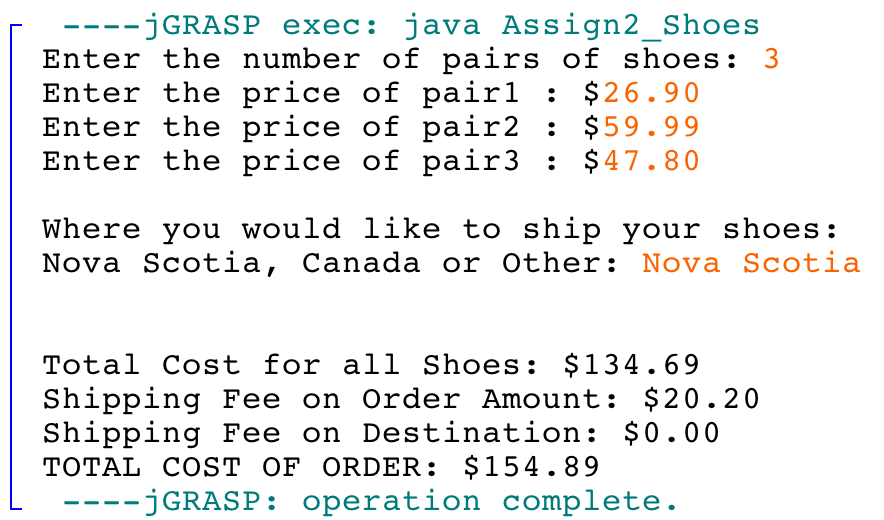 ----jGRASP exec: java Assign2_Shoes
Enter the number of pairs of shoes: 3
Enter the price of pair1 : $26.90
Enter the price of pair2 : $59.99
Enter the price of pair3 : $47.80
Where you would like to ship your shoes:
Nova Scotia, Canada or Other: Nova Scotia
Total Cost for all Shoes: $134.69
Shipping Fee on Order Amount: $20.20
Shipping Fee on Destination: $0.00
TOTAL COST OF ORDER: $154.89
----jGRASP: operation complete.